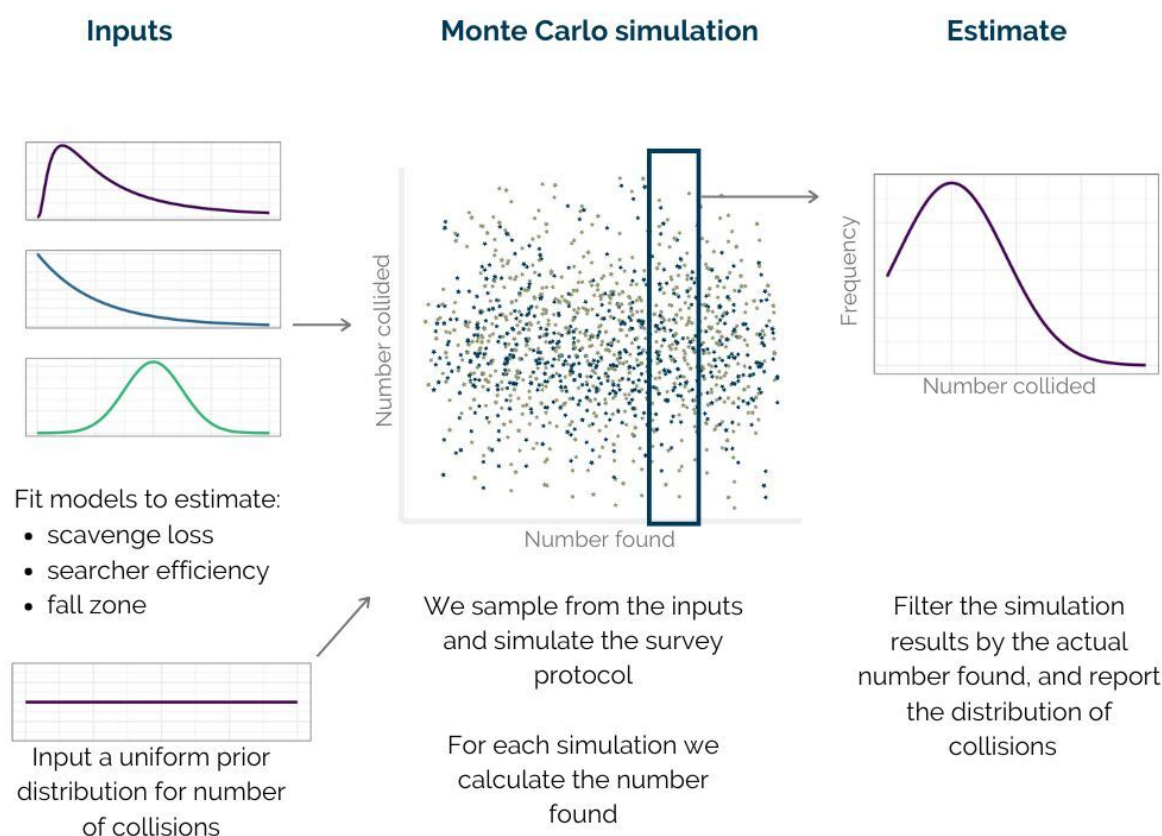 Inputs
Monte Carlo simulation
Estimate
Fit models to estimate:
• scavenge loss
• searcher efficiency
• fall zone
Input a uniform prior
distribution for number
of collisions
Number collided
Number found
We sample from the inputs
and simulate the survey
protocol
For each simulation we
calculate the number
found
Frequency
Number collided
Filter the simulation
results by the actual
number found, and report
the distribution of
collisions